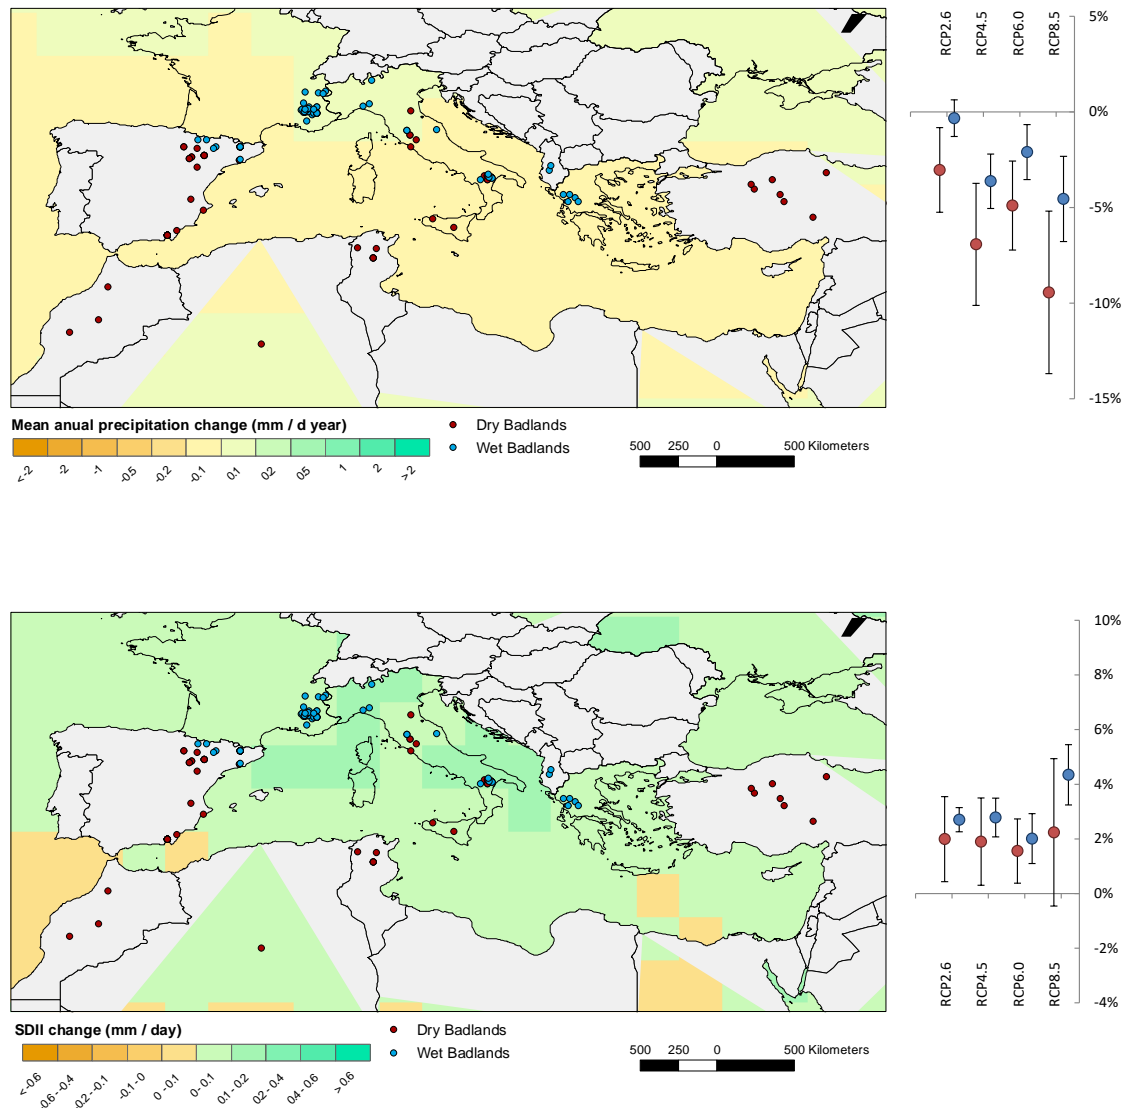 RCP2.6
RCP4.5
RCP6.0
RCP8.5
5%
0%
-5%
-10%
-15%
Mean anual precipitation change (mm / d year)
< -2
-2
-1
-0.5
-0.2
-0.1
0.1
02
0.5
1
2
> 2
Dry Badlands
Wet Badlands
500 250 0 500 Kilometers
10%
8%
6%
4%
2%
0%
-2%
-4%
RCP2.6
RCP4.5
RCP6.0
RCP8.5
SDII change (mm / day)
<-0.6
-0.6 -0.4
-0.2 --0.1
-0.1- 0
0 - 0.1
0 - 0.1
0.1- 0.2
02 - 0.4
0.4 - 0.6
> 0.6
Dry Badlands
Wet Badlands
500 250 0 500 Kilometers